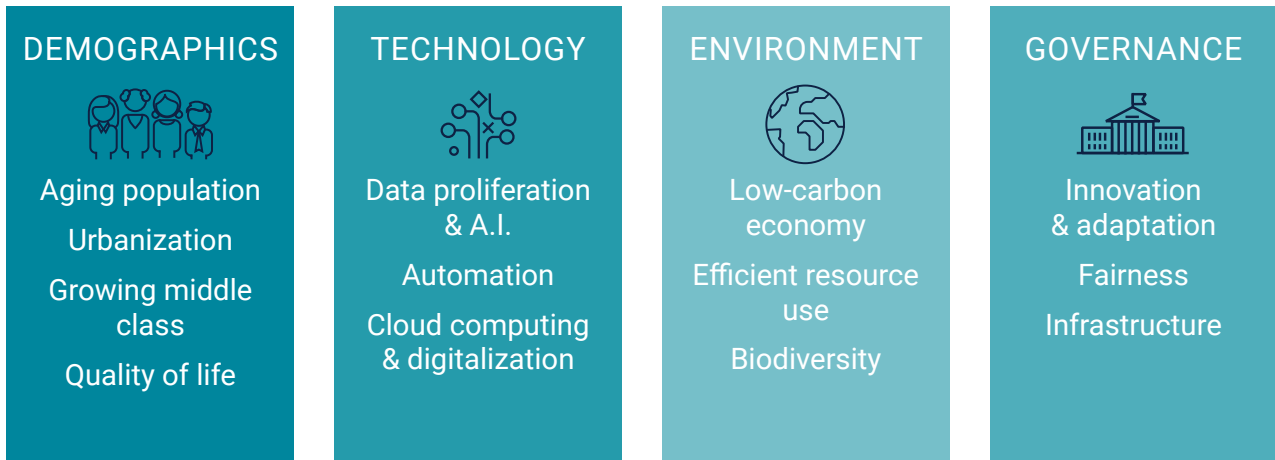 DEMOGRAPHICS
Aging population
Urbanization
Growing middle
class
Quality of life
TECHNOLOGY
Data proliferation
& A.I.
Automation
Cloud computing
& digitalization
ENVIRONMENT
Low-carbon
economy
Efficient resource
use
Biodiversity
GOVERNANCE
Innovation
& adaptation
Fairness
Infrastructure